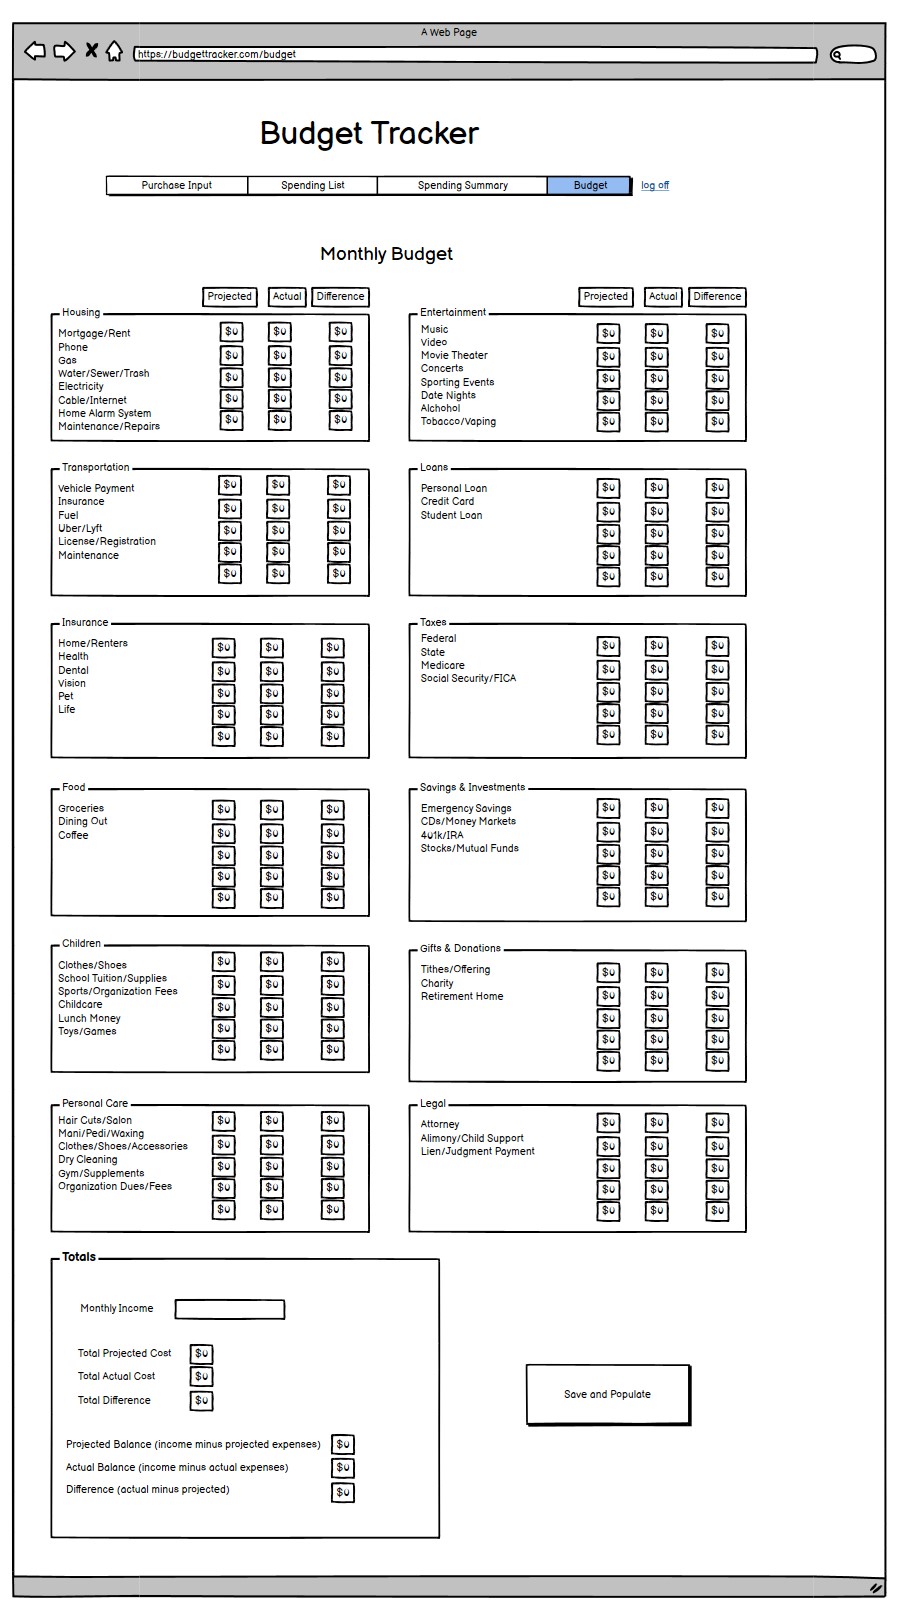 A Web Page
https://budgettracker.com/budget
Budget Tracker
Purchase Input Spending List Spending Summary Budget log off
Monthly Budget
Projected Actual Difference
Housing
Mortgage/Rent
Phone
Gas
Water/Sewer/Trash
Electricity
Cable/Internet
Home Alarm System
Maintenance/Repairs
$0 $0 $0
$0 $0 $0
$0 $0 $0
$0 $0 $0
$0 $0 $0
Projected Actual Difference
Entertainment
Music
Video
Movie Theater
Concerts
Sporting Events
Date Nights
Alchohol
Tobacco/Vaping
$0 $0 $0
$0 $0 $0
$0 $0 $0
$0 $0 $0
$0 $0 $0
Transportation
Vehicle Payment
Insurance
Fuel
Uber/Lyft
License/Registration
Maintenance
$0 $0 $0
$0 $0 $0
$0 $0 $0
$0 $0 $0
$0 $0 $0
Loans
Personal Loan
Credit Card
Student Loan
$0 $0 $0
$0 $0 $0
$0 $0 $0
$0 $0 $0
$0 $0 $0
Insurance
Home/Renters
Health
Dental
Vision
Pet
Life
$0 $0 $0
$0 $0 $0
$0 $0 $0
$0 $0 $0
$0 $0 $0
Taxes
Federal
State
Medicare
Social Security/FICA
$0 $0 $0
$0 $0 $0
$0 $0 $0
$0 $0 $0
$0 $0 $0
Food
Groceries
Dining Out
Coffee
$0 $0 $0
$0 $0 $0
$0 $0 $0
$0 $0 $0
$0 $0 $0
Savings & Investments
Emergency Savings
CDs/Money Markets
401k/IRA
Stocks/Mutual Funds
$0 $0 $0
$0 $0 $0
$0 $0 $0
$0 $0 $0
$0 $0 $0
Children
Clothes/Shoes
School Tuition/Supplies
Sports/Organization Fees
Childcare
Lunch Money
Toys/Games
$0 $0 $0
$0 $0 $0
$0 $0 $0
$0 $0 $0
$0 $0 $0
Gifts & Donations
Tithes/Offering
Charity
Retirement Home
$0 $0 $0
$0 $0 $0
$0 $0 $0
$0 $0 $0
$0 $0 $0
Personal Care
Hair Cuts/Salon
Mani/Pedi/Waxing
Clothes/Shoes/Accessories
Dry Cleaning
Gym/Supplements
Organization Dues/Fees
$0 $0 $0
$0 $0 $0
$0 $0 $0
$0 $0 $0
$0 $0 $0
Legal
Attorney
Alimony/Child Support
Lien/Judgment Payment
$0 $0 $0
$0 $0 $0
$0 $0 $0
$0 $0 $0
$0 $0 $0
Totals
Monthly Income
Total Projected Cost $0
Total Actual Cost $0
Total Difference $0
Projected Balance (income minus projected expenses) $0
Actual Balance (income minus actual expenses) $0
Difference (actual minus projected) $0
Save and Populate